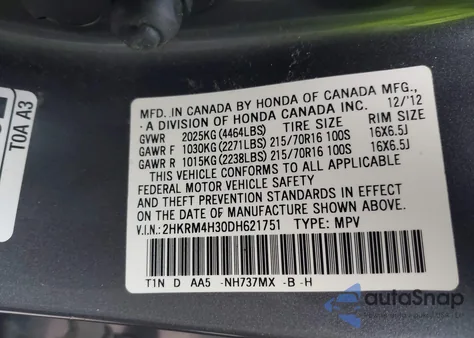 TOA A3
MFD. IN CANADA BY HONDA OF CANADA MFG.,
· A DIVISION OF HONDA CANADA INC. 12/'12
GVWR 2025KG (4464LBS) TIRE SIZE RIM SIZE
GAWR F 1030KG (2271LBS) 215/70R16 100S 16X6.5J
GAWR R 1015KG (2238LBS) 215/70R16 100S 16X6.5J
THIS VEHICLE CONFORMS TO ALL APPLICABLE
FEDERAL MOTOR VEHICLE SAFETY
AND THEFT PREVENTION STANDARDS IN EFFECT
ON THE DATE OF MANUFACTURE SHOWN ABOVE.
V.I.N.: 2HKRM4H30DH621751 TYPE: MPV
T1N D AA5 -NH737MX -B -H
autoSnap